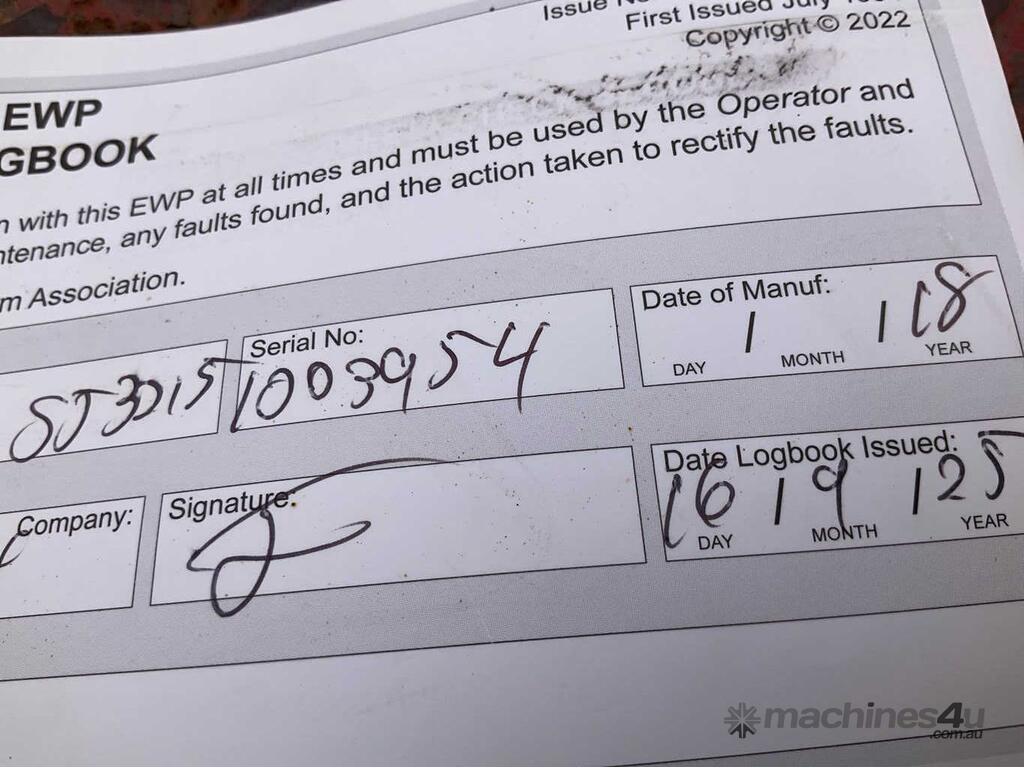 Issue
First Issued July
Copyright © 2022
EWP
GBOOK
n with this EWP at all times and must be used by the Operator and
ntenance, any faults found, and the action taken to rectify the faults.
m Association.
Serial No:
Date of Manuf:
SJ3015
1003954
/ / 18
DAY MONTH YEAR
Company:
Signature:
Date Logbook Issued:
16 / 9 / 25
DAY MONTH YEAR
machines4u
.com.au